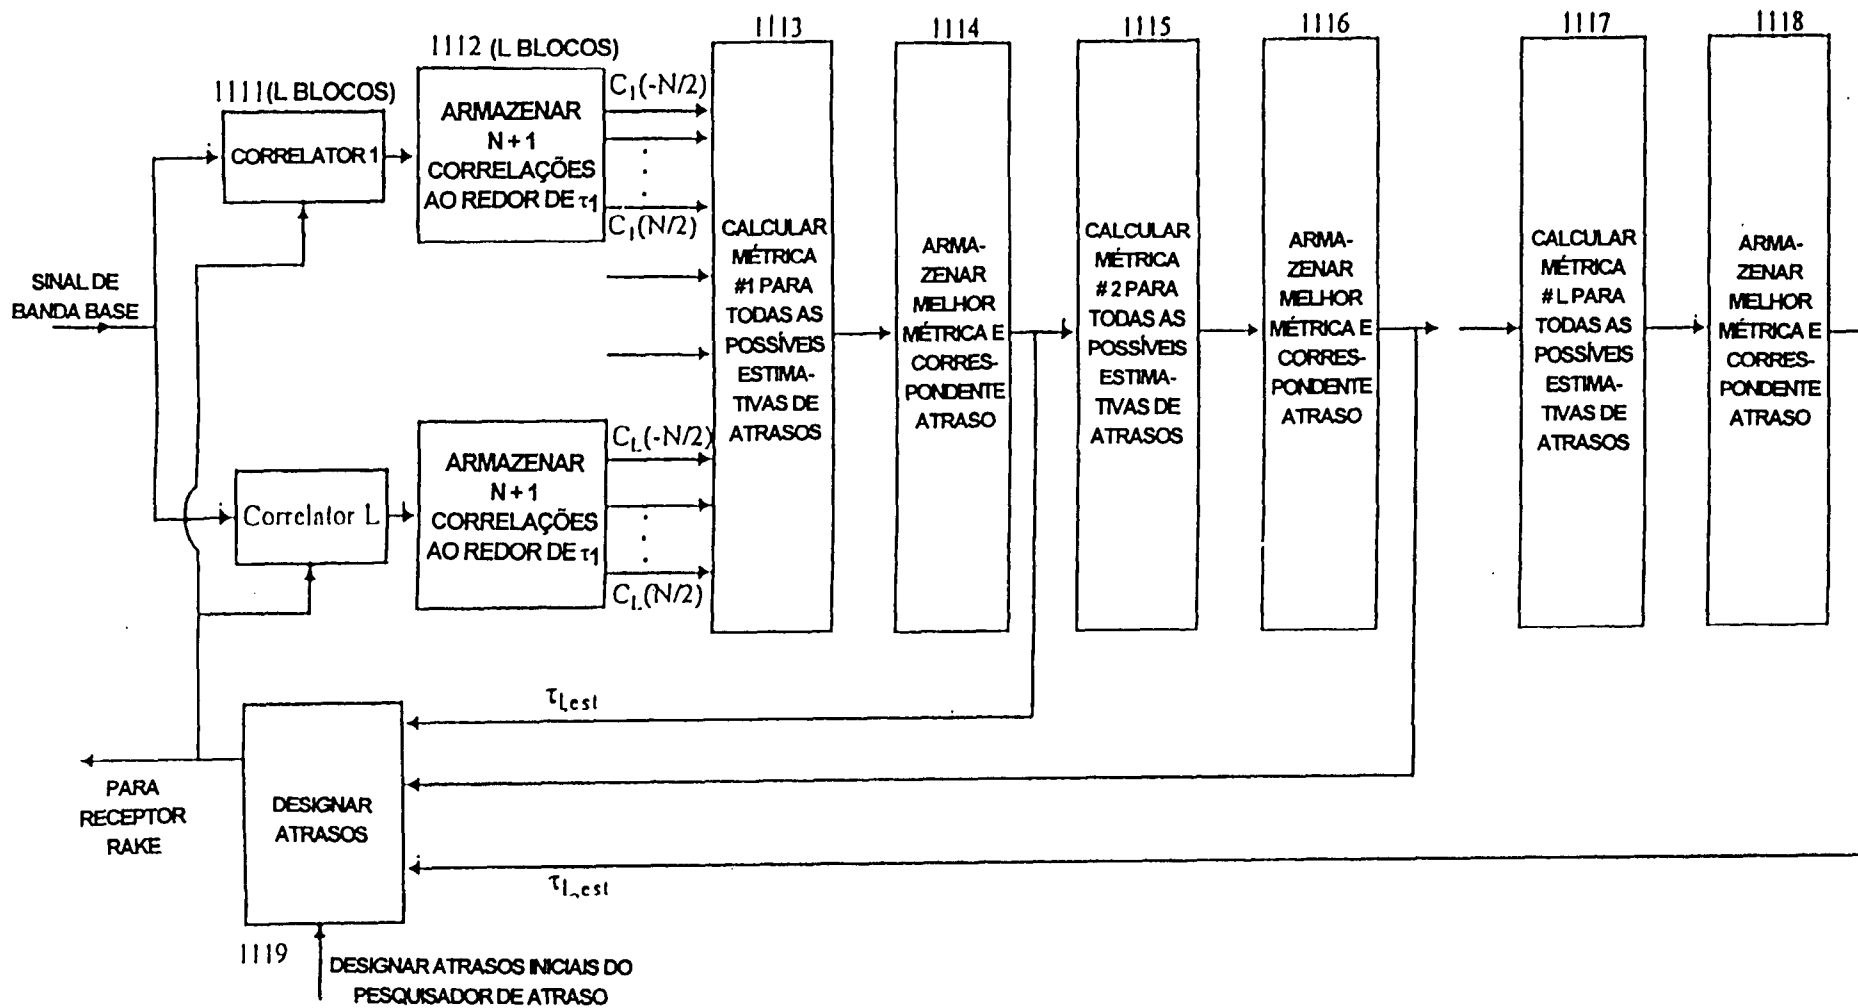 1111(L BLOCOS)
1112 (L BLOCOS)
1113
1114
1115
1116
1117
1118
SINAL DE
BANDA BASE
CORRELATOR 1
ARMAZENAR
N + 1
CORRELAÇÕES
AO REDOR DE τ1
C1(-N/2)
C1(N/2)
Correlator L
ARMAZENAR
N + 1
CORRELAÇÕES
AO REDOR DE τ1
CL(-N/2)
CL(N/2)
CALCULAR
MÉTRICA
#1 PARA
TODAS AS
POSSÍVEIS
ESTIMA-
TIVAS DE
ATRASOS
ARMA-
ZENAR
MELHOR
MÉTRICA E
CORRES-
PONDENTE
ATRASO
CALCULAR
MÉTRICA
# 2 PARA
TODAS AS
POSSÍVEIS
ESTIMA-
TIVAS DE
ATRASOS
ARMA-
ZENAR
MELHOR
MÉTRICA E
CORRES-
PONDENTE
ATRASO
CALCULAR
MÉTRICA
# L PARA
TODAS AS
POSSÍVEIS
ESTIMA-
TIVAS DE
ATRASOS
ARMA-
ZENAR
MELHOR
MÉTRICA E
CORRES-
PONDENTE
ATRASO
τ1,est
τL,est
PARA
RECEPTOR
RAKE
DESIGNAR
ATRASOS
1119
DESIGNAR ATRASOS INICIAIS DO
PESQUISADOR DE ATRASO